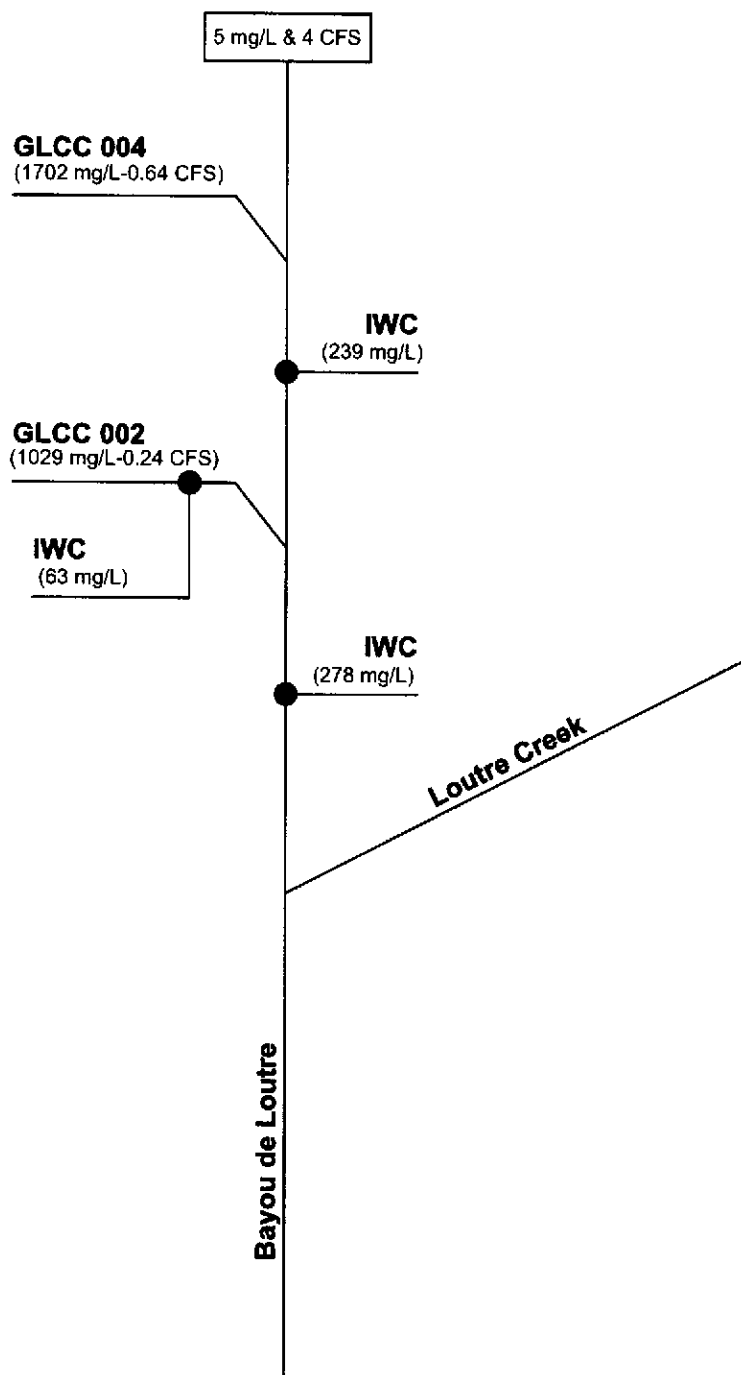 5 mg/L & 4 CFS
GLCC 004
(1702 mg/L-0.64 CFS)
IWC
(239 mg/L)
GLCC 002
(1029 mg/L-0.24 CFS)
IWC
(63 mg/L)
IWC
(278 mg/L)
Loutre Creek
Bayou de Loutre